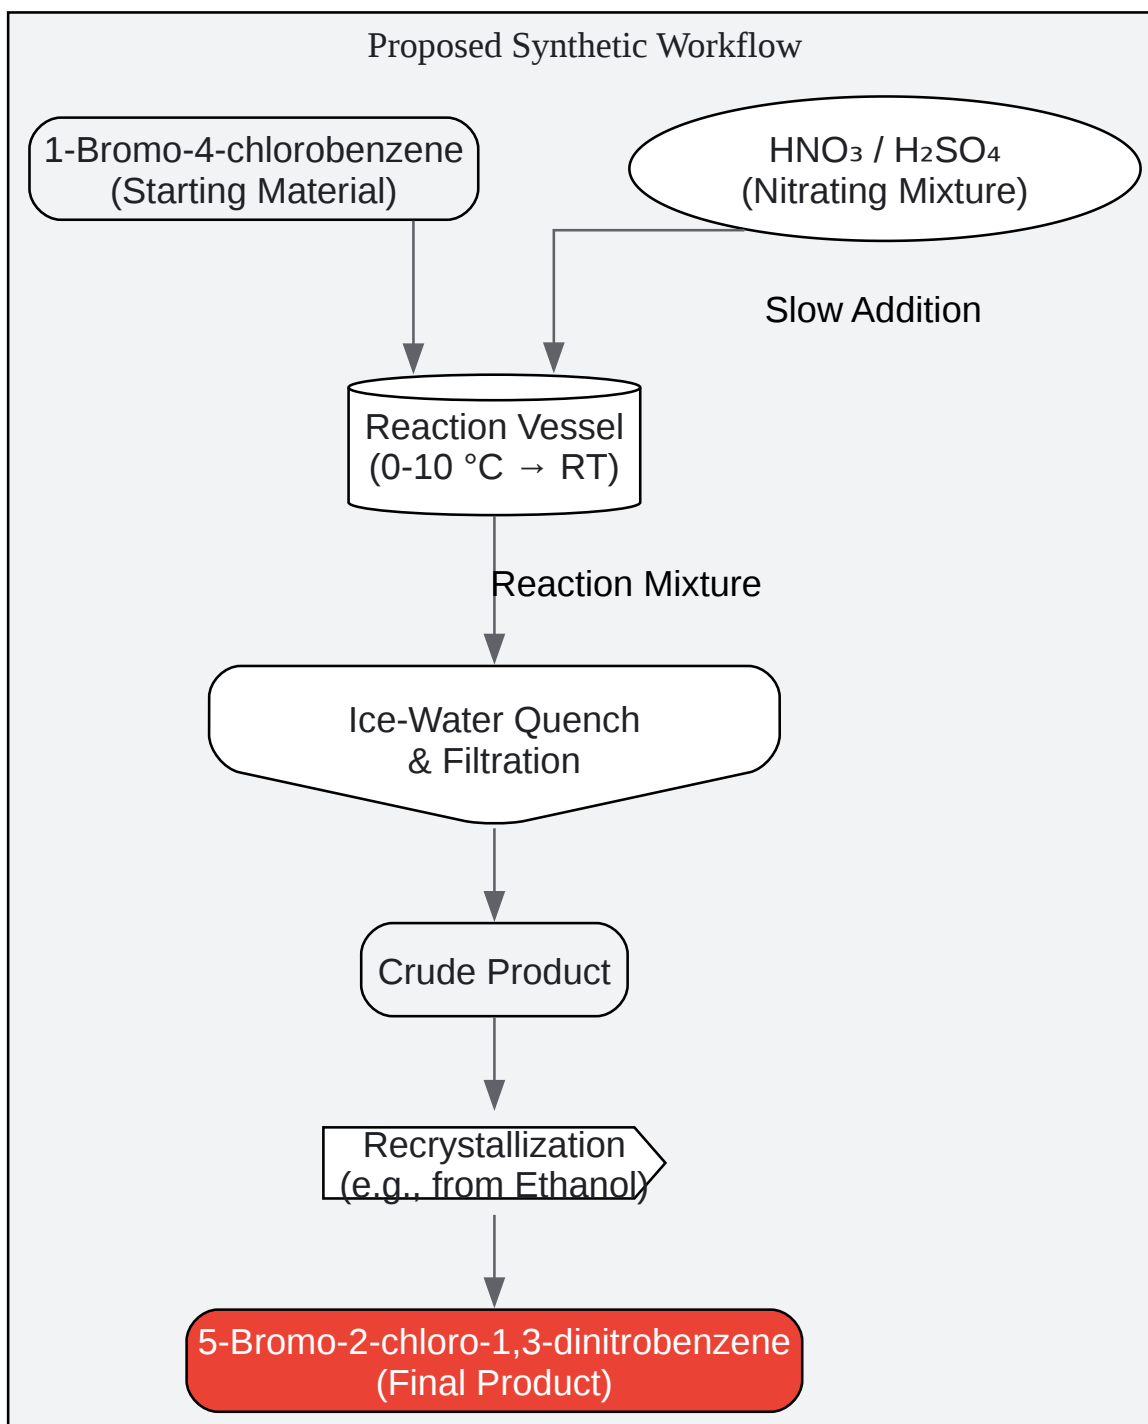 Proposed Synthetic Workflow
1-Bromo-4-chlorobenzene
(Starting Material)
HNO₃ / H₂SO₄
(Nitrating Mixture)
Slow Addition
Reaction Vessel
(0-10 °C → RT)
Reaction Mixture
Ice-Water Quench
& Filtration
Crude Product
Recrystallization
(e.g., from Ethanol)
5-Bromo-2-chloro-1,3-dinitrobenzene
(Final Product)